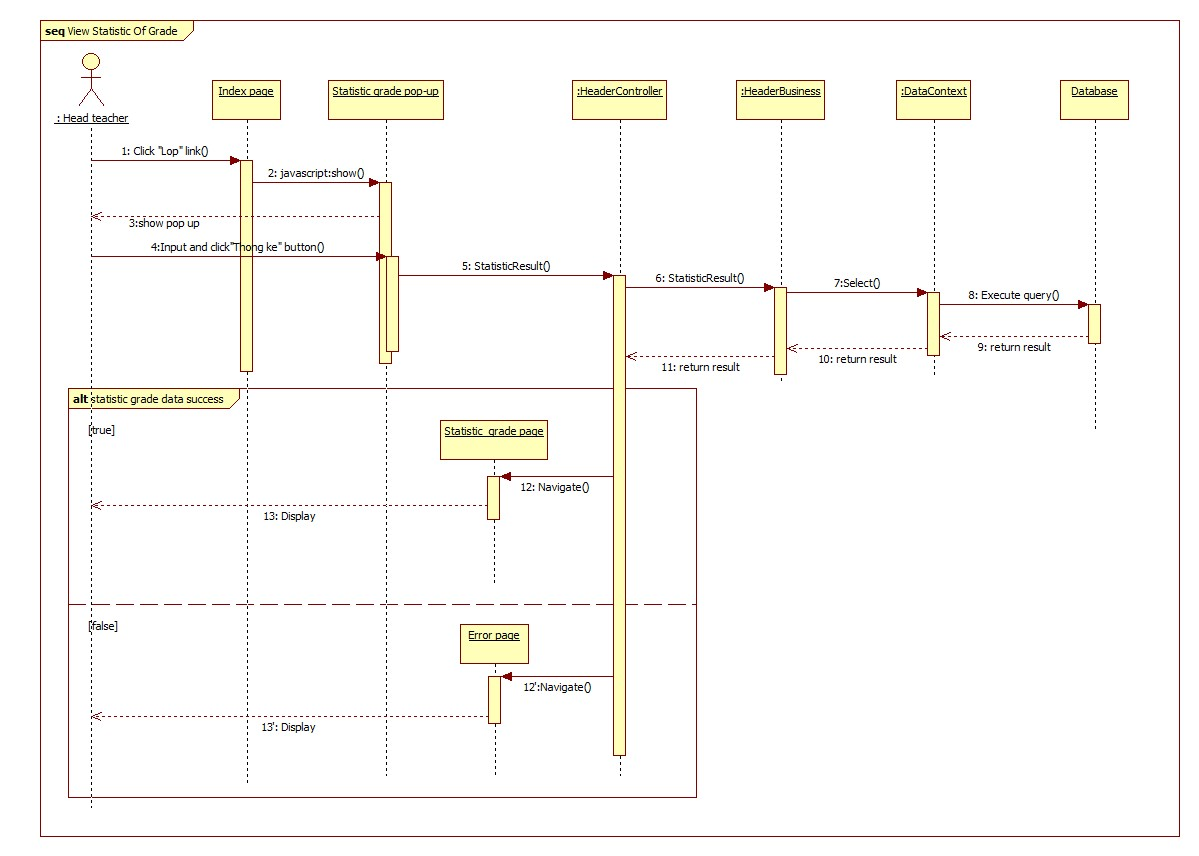 seq View Statistic Of Grade
: Head teacher
Index page
Statistic grade pop-up
:HeaderController
:HeaderBusiness
:DataContext
Database
1: Click "Lop" link()
2: javascript:show()
3:show pop up
4:Input and click"Thong ke" button()
5: StatisticResult()
6: StatisticResult()
7:Select()
8: Execute query()
9: return result
10: return result
11: return result
alt statistic grade data success
[true]
Statistic  grade page
12: Navigate()
13: Display
[false]
Error page
12':Navigate()
13': Display